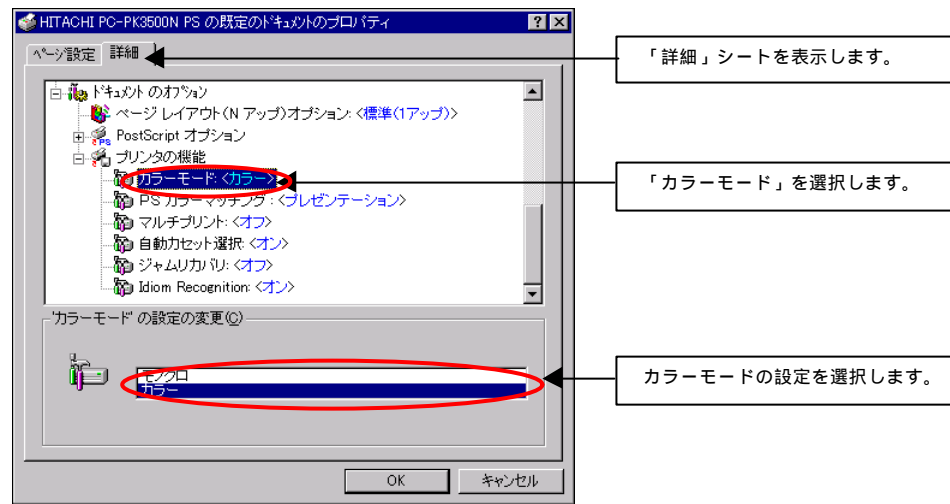 HITACHI PC-PK3500N PS の既定のドキュメントのプロパティ
ページ設定 詳細
「詳細」シートを表示します。
ドキュメント のオプション
ページ レイアウト(N アップ)オプション: <標準(1アップ)>
PostScript オプション
プリンタの機能
カラーモード: <カラー>
「カラーモード」を選択します。
PS カラーマッチング : <プレゼンテーション>
マルチプリント: <オフ>
自動カセット選択: <オン>
ジャムリカバリ: <オフ>
Idiom Recognition: <オン>
'カラーモード' の設定の変更(C)
モノクロ
カラー
カラーモードの設定を選択します。
OK キャンセル